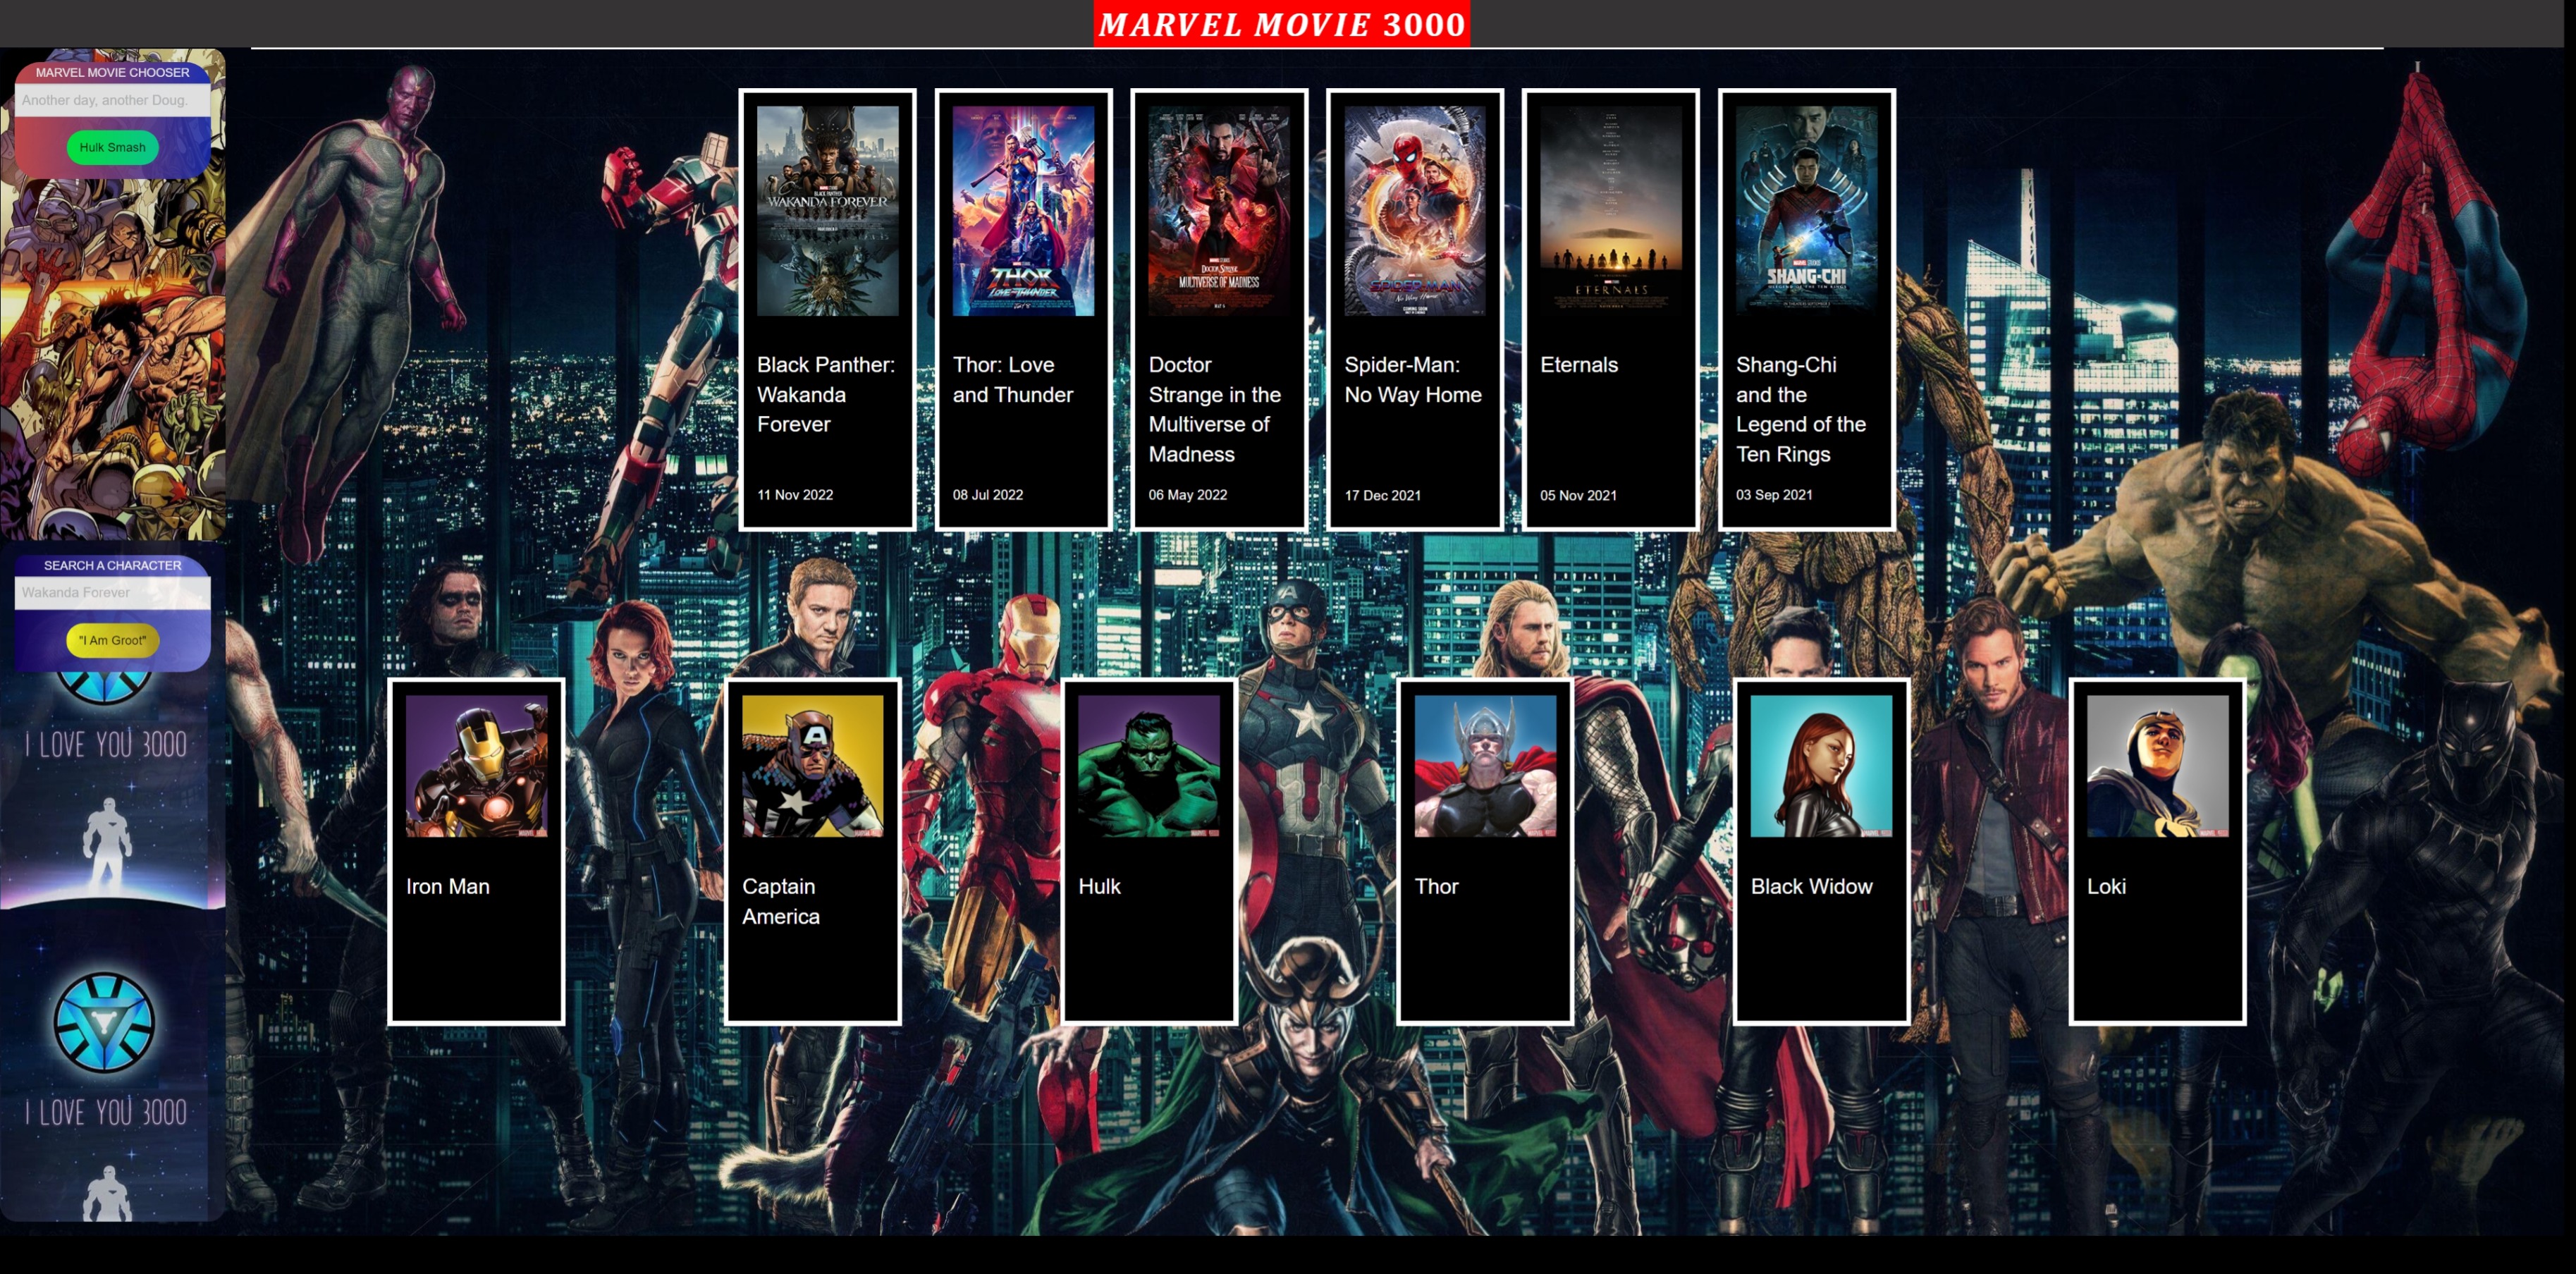 MARVEL MOVIE 3000
MARVEL MOVIE CHOOSER
Another day, another Doug.
Hulk Smash
SEARCH A CHARACTER
Wakanda Forever
"I Am Groot"
I LOVE YOU 3000
I LOVE YOU 3000
BLACK PANTHER
WAKANDA FOREVER
Black Panther:
Wakanda
Forever
11 Nov 2022
THOR
LOVE AND THUNDER
Thor: Love
and Thunder
08 Jul 2022
DOCTOR STRANGE
MULTIVERSE OF MADNESS
MAY 6
Doctor
Strange in the
Multiverse of
Madness
06 May 2022
SPIDER-MAN
No Way Home
Spider-Man:
No Way Home
17 Dec 2021
ETERNALS
Eternals
05 Nov 2021
SHANG-CHI
Shang-Chi
and the
Legend of the
Ten Rings
03 Sep 2021
Iron Man
Captain
America
Hulk
Thor
Black Widow
Loki